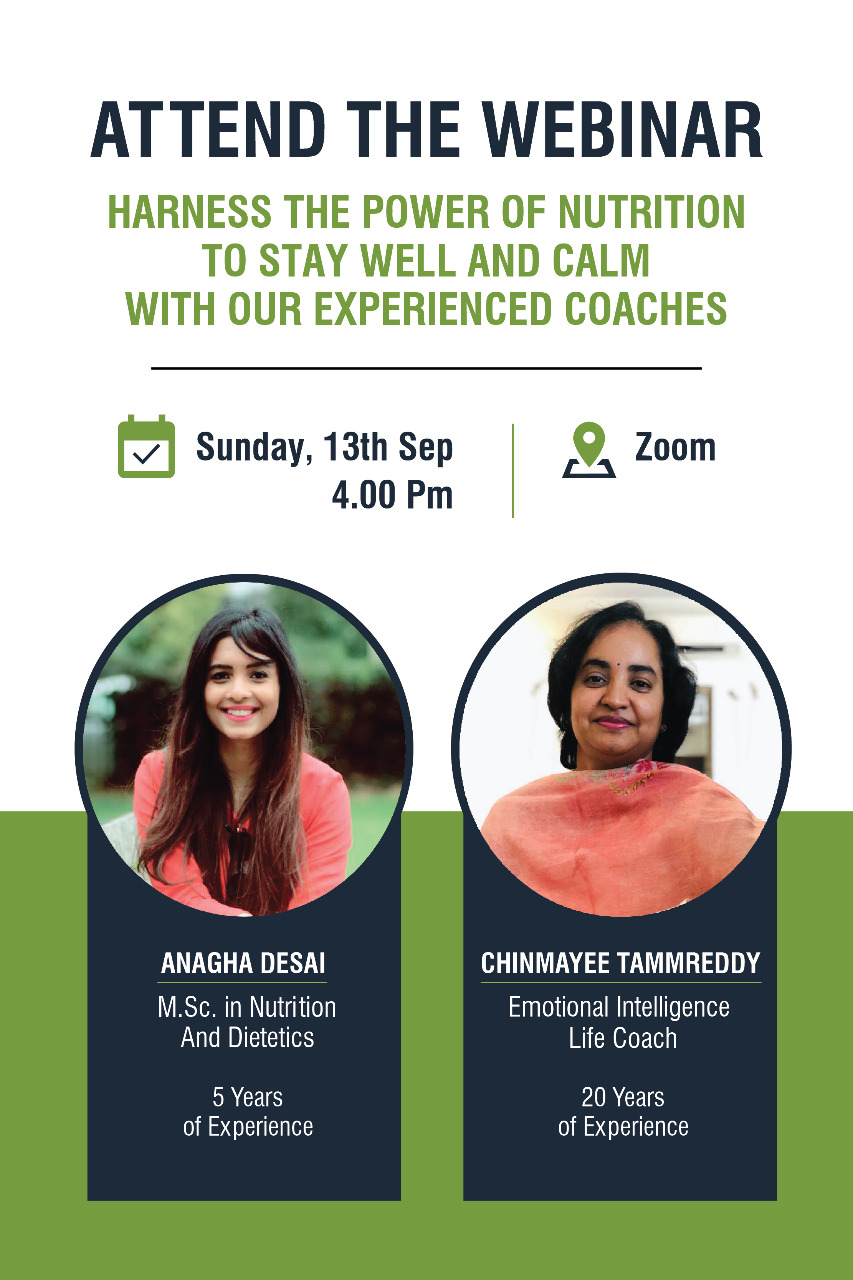 ATTEND THE WEBINAR
HARNESS THE POWER OF NUTRITION
TO STAY WELL AND CALM
WITH OUR EXPERIENCED COACHES
Sunday, 13th Sep
4.00 Pm
Zoom
ANAGHA DESAI
M.Sc. in Nutrition
And Dietetics
5 Years
of Experience
CHINMAYEE TAMMREDDY
Emotional Intelligence
Life Coach
20 Years
of Experience